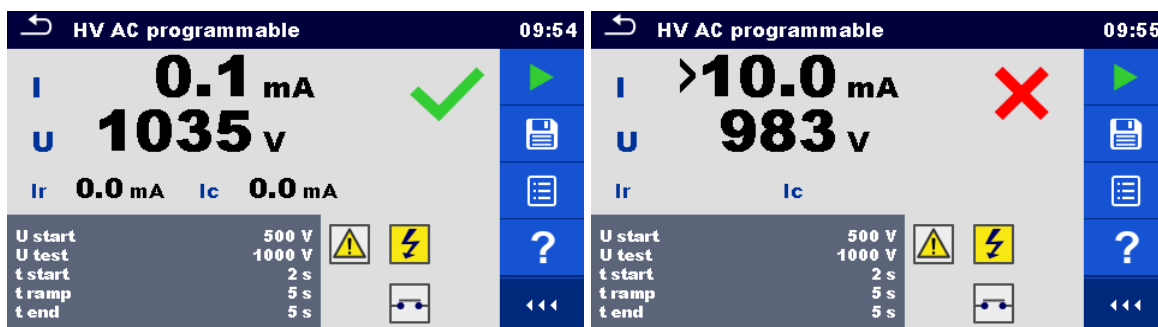 HV AC programmable 09:54
I 0.1 mA
U 1035 V
Ir 0.0 mA Ic 0.0 mA
U start 500 V
U test 1000 V
t start 2 s
t ramp 5 s
t end 5 s
?
HV AC programmable 09:55
I >10.0 mA
U 983 V
Ir Ic
U start 500 V
U test 1000 V
t start 2 s
t ramp 5 s
t end 5 s
?